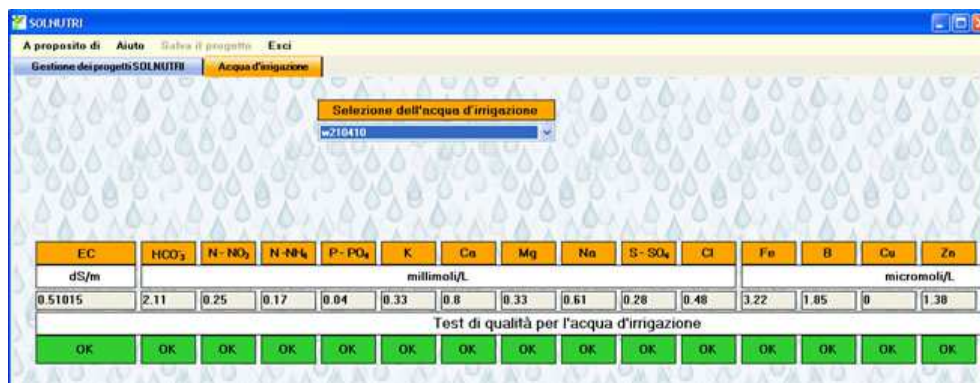 SOLNUTRI
A proposito di Aiuto Salva il progetto Esci
Gestione dei progetti SOLNUTRI Acqua d'irrigazione
Selezione dell'acqua d'irrigazione
w210410
EC HCO⁻₃ N-NO₃ N-NH₄ P-PO₄ K Ca Mg Na S-SO₄ Cl Fe B Cu Zn
dS/m millimoli/L micromoli/L
0.51015 2.11 0.25 0.17 0.04 0.33 0.8 0.33 0.61 0.28 0.48 3.22 1.85 0 1.38
Test di qualità per l'acqua d'irrigazione
OK OK OK OK OK OK OK OK OK OK OK OK OK OK OK